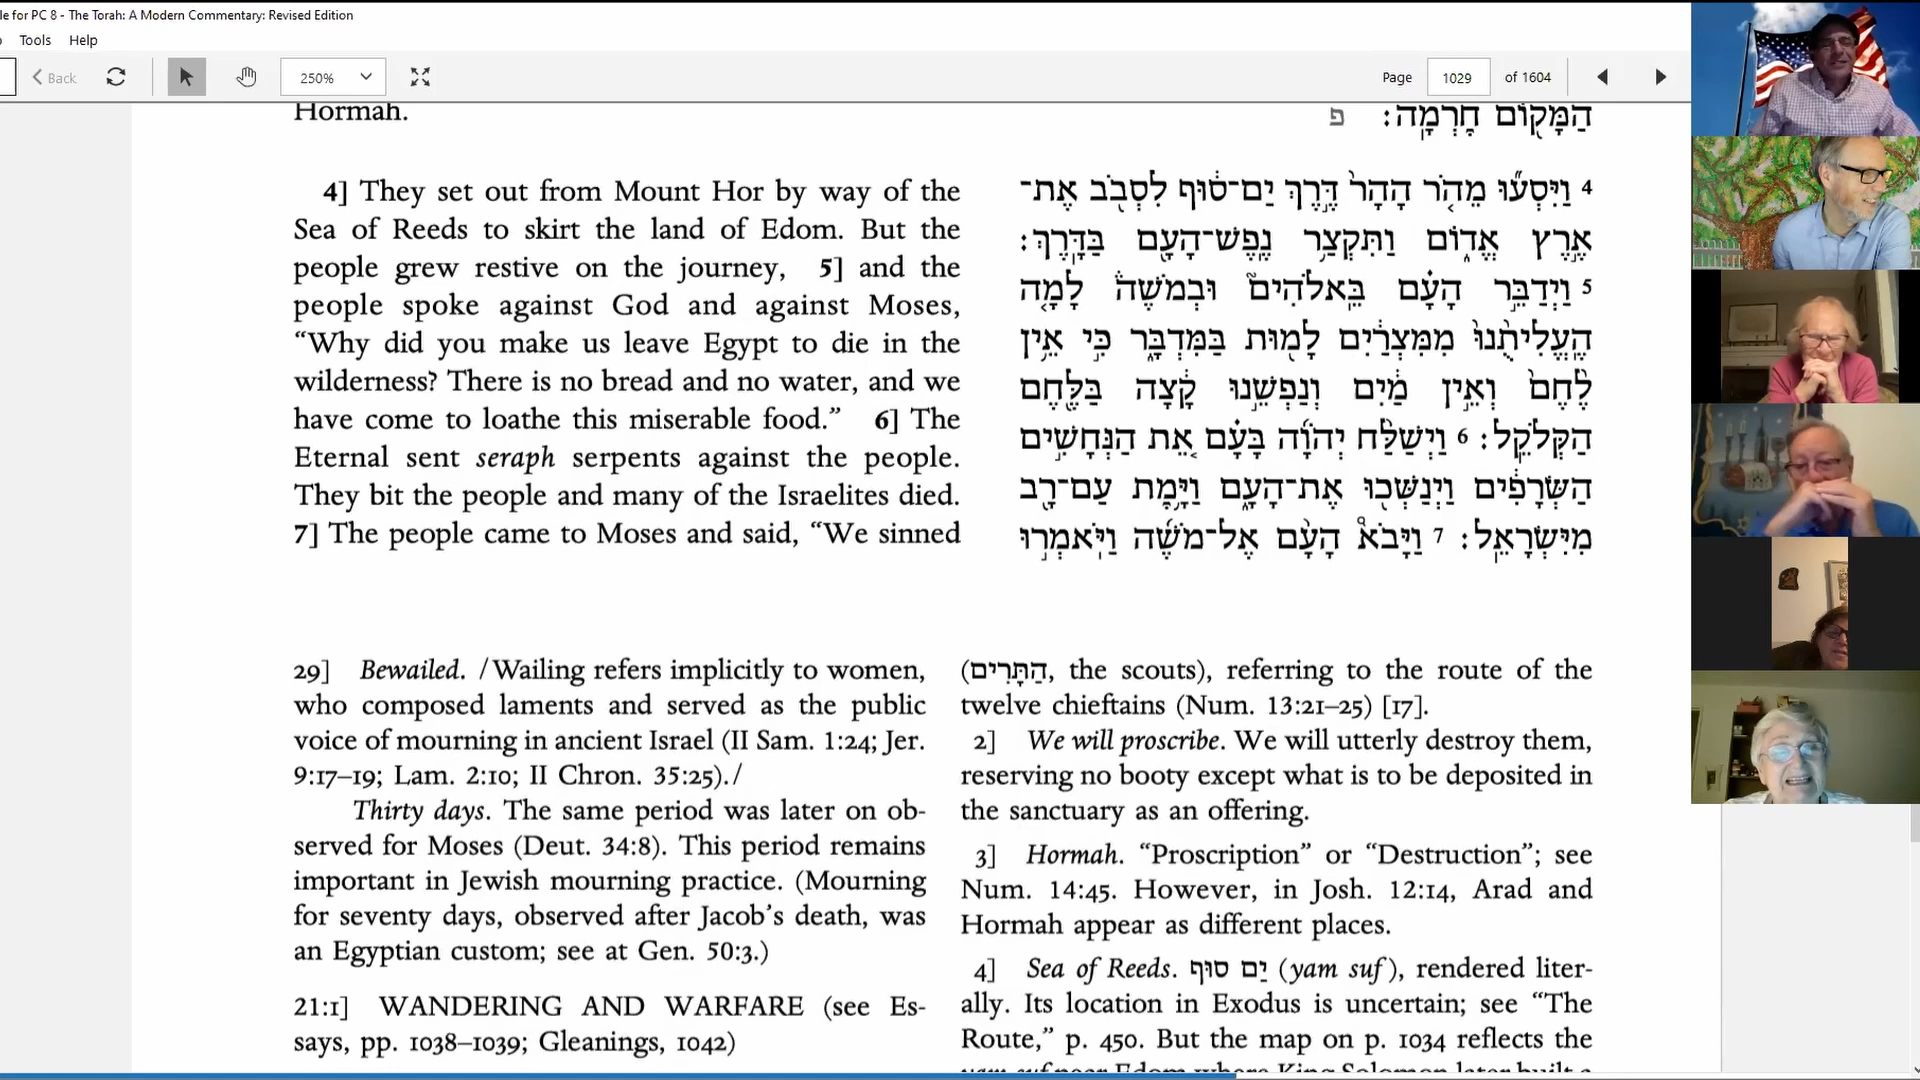 le for PC 8 - The Torah: A Modern Commentary: Revised Edition
Tools Help
Back 250% Page 1029 of 1604
Hormah.
4] They set out from Mount Hor by way of the
Sea of Reeds to skirt the land of Edom. But the
people grew restive on the journey, 5] and the
people spoke against God and against Moses,
“Why did you make us leave Egypt to die in the
wilderness? There is no bread and no water, and we
have come to loathe this miserable food.” 6] The
Eternal sent seraph serpents against the people.
They bit the people and many of the Israelites died.
7] The people came to Moses and said, “We sinned
הַמָּק֖וֹם חׇרְמָֽה׃ פ
4 וַיִּסְע֞וּ מֵהֹ֤ר הָהָר֙ דֶּ֣רֶךְ יַם־ס֔וּף לִסְבֹ֖ב אֶת־
אֶ֣רֶץ אֱד֑וֹם וַתִּקְצַ֥ר נֶֽפֶשׁ־הָעָ֖ם בַּדָּֽרֶךְ׃
5 וַיְדַבֵּ֣ר הָעָ֗ם בֵּֽאלֹהִים֮ וּבְמֹשֶׁה֒ לָמָ֤ה
הֶֽעֱלִיתֻ֙נוּ֙ מִמִּצְרַ֔יִם לָמ֖וּת בַּמִּדְבָּ֑ר כִּ֣י אֵ֥ין
לֶ֙חֶם֙ וְאֵ֣ין מַ֔יִם וְנַפְשֵׁ֣נוּ קָ֔צָה בַּלֶּ֖חֶם
הַקְּלֹקֵֽל׃ 6 וַיְשַׁלַּ֨ח יְהֹוָ֜ה בָּעָ֗ם אֵ֚ת הַנְּחָשִׁ֣ים
הַשְּׂרָפִ֔ים וַֽיְנַשְּׁכ֖וּ אֶת־הָעָ֑ם וַיָּ֥מׇת עַם־רָ֖ב
מִיִּשְׂרָאֵֽל׃ 7 וַיָּבֹא֩ הָעָ֨ם אֶל־מֹשֶׁ֜ה וַיֹּאמְר֣וּ
29] Bewailed. /Wailing refers implicitly to women,
who composed laments and served as the public
voice of mourning in ancient Israel (II Sam. 1:24; Jer.
9:17–19; Lam. 2:10; II Chron. 35:25)./
Thirty days. The same period was later on ob-
served for Moses (Deut. 34:8). This period remains
important in Jewish mourning practice. (Mourning
for seventy days, observed after Jacob’s death, was
an Egyptian custom; see at Gen. 50:3.)
21:1] WANDERING AND WARFARE (see Es-
says, pp. 1038–1039; Gleanings, 1042)
(הַתָּרִים, the scouts), referring to the route of the
twelve chieftains (Num. 13:21–25) [17].
2] We will proscribe. We will utterly destroy them,
reserving no booty except what is to be deposited in
the sanctuary as an offering.
3] Hormah. “Proscription” or “Destruction”; see
Num. 14:45. However, in Josh. 12:14, Arad and
Hormah appear as different places.
4] Sea of Reeds. יַם סוּף (yam suf), rendered liter-
ally. Its location in Exodus is uncertain; see “The
Route,” p. 450. But the map on p. 1034 reflects the
yam suf near Edom where King Solomon later built a